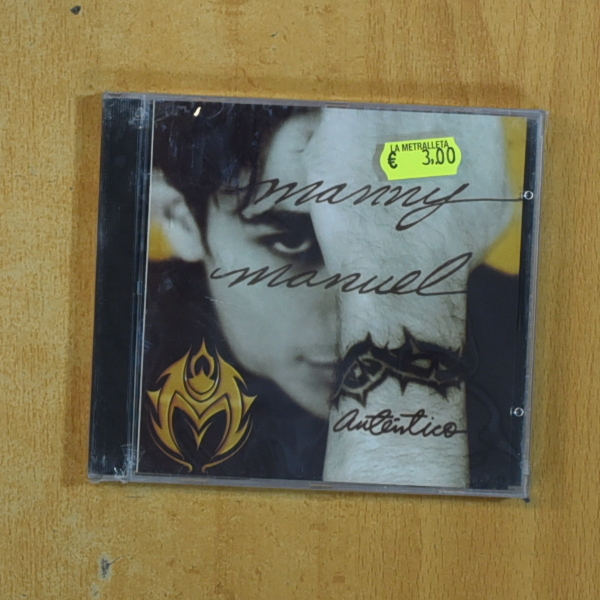 LA METRALLETA
€ 3.00
manny
manuel
auténtico